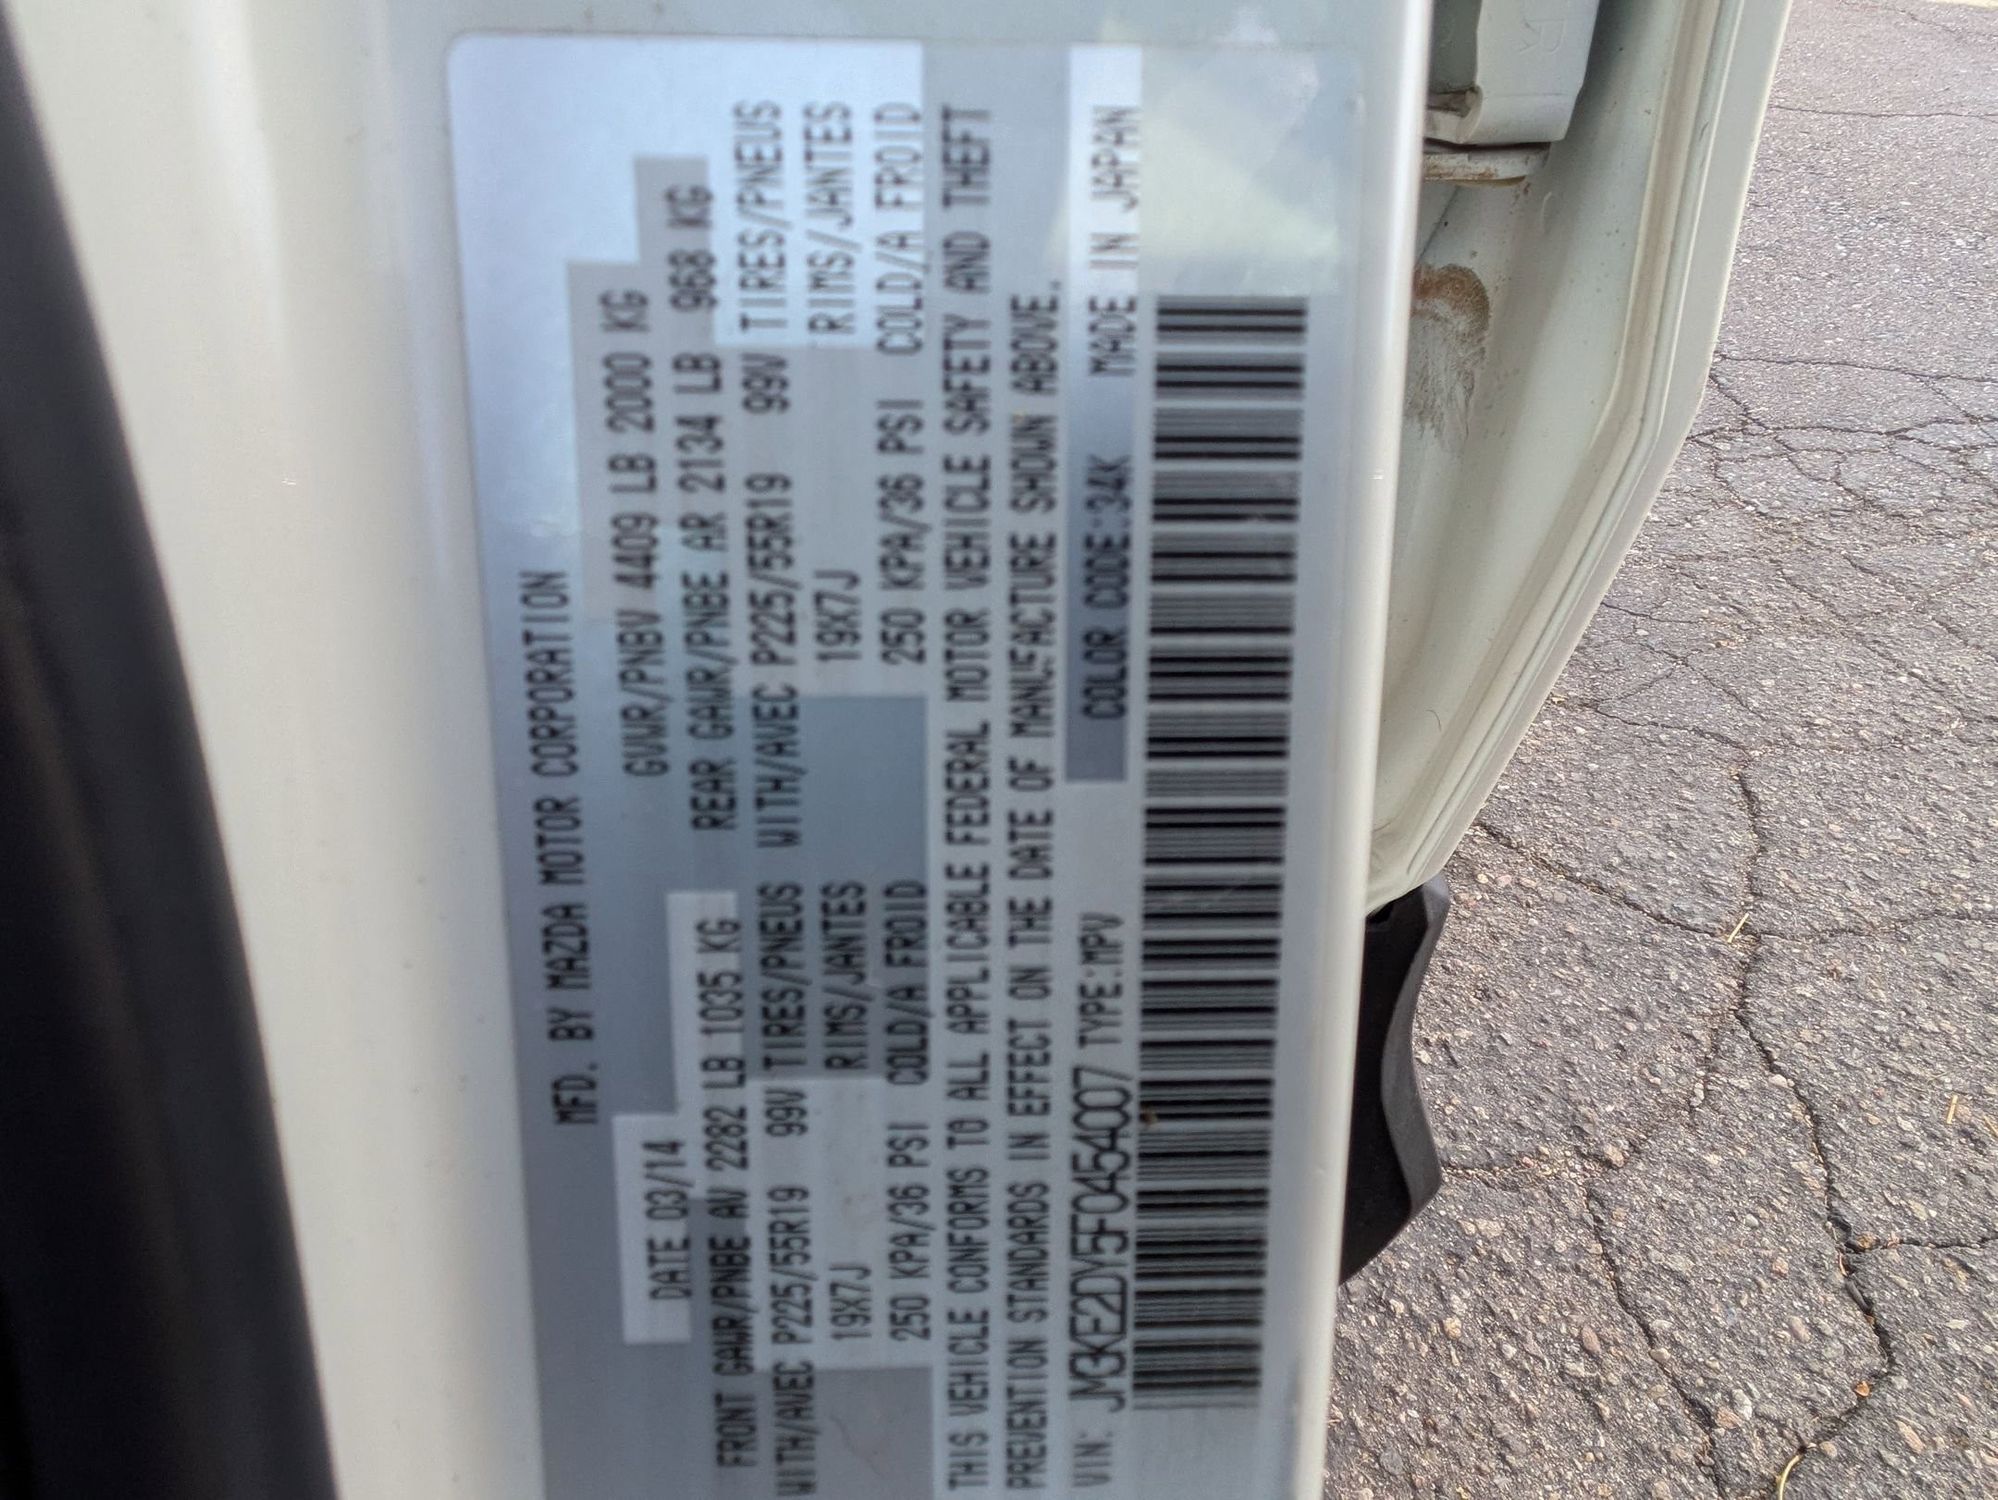 MFD. BY MAZDA MOTOR CORPORATION
DATE 03/14 GVWR/PNBV 4409 LB 2000 KG
FRONT GAWR/PNBE AV 2282 LB 1035 KG REAR GAWR/PNBE AR 2134 LB 968 KG
WITH/AVEC P225/55R19 99V TIRES/PNEUS WITH/AVEC P225/55R19 99V TIRES/PNEUS
19X7J RIMS/JANTES 19X7J RIMS/JANTES
250 KPA/36 PSI COLD/A FROID 250 KPA/36 PSI COLD/A FROID
THIS VEHICLE CONFORMS TO ALL APPLICABLE FEDERAL MOTOR VEHICLE SAFETY AND THEFT
PREVENTION STANDARDS IN EFFECT ON THE DATE OF MANUFACTURE SHOWN ABOVE.
VIN: JM3KE2DY5F0454007 TYPE:MPV COLOR CODE:34K MADE IN JAPAN
R